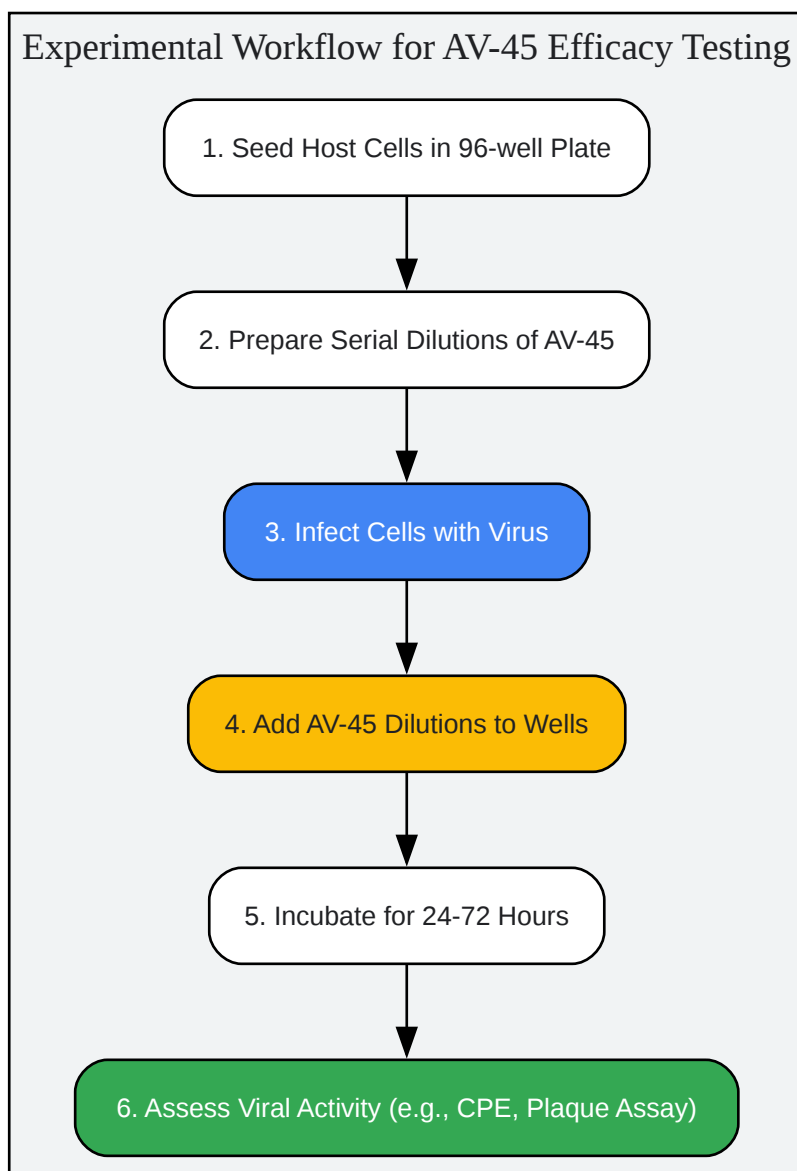 Experimental Workflow for AV-45 Efficacy Testing
1. Seed Host Cells in 96-well Plate
2. Prepare Serial Dilutions of AV-45
3. Infect Cells with Virus
4. Add AV-45 Dilutions to Wells
5. Incubate for 24-72 Hours
6. Assess Viral Activity (e.g., CPE, Plaque Assay)